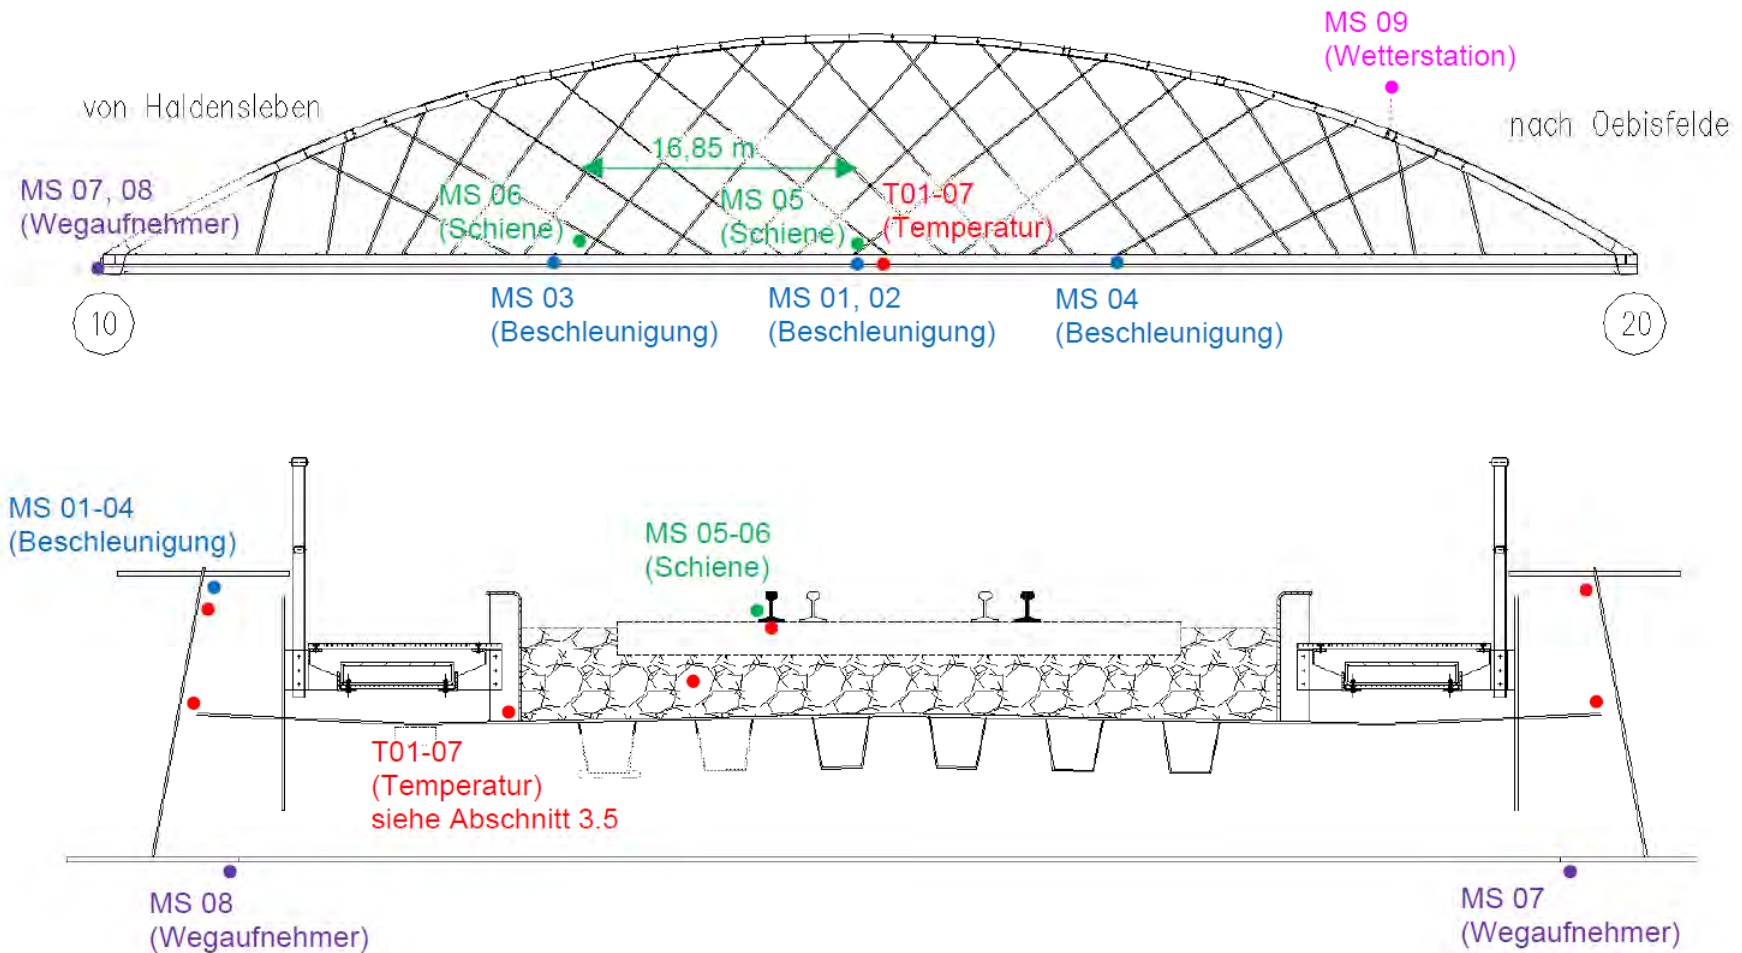 MS 09
(Wetterstation)
von Haldensleben
nach Oebisfelde
16,85 m
MS 07, 08
(Wegaufnehmer)
MS 06
(Schiene)
MS 05
(Schiene)
T01-07
(Temperatur)
MS 03
(Beschleunigung)
MS 01, 02
(Beschleunigung)
MS 04
(Beschleunigung)
10
20
MS 01-04
(Beschleunigung)
MS 05-06
(Schiene)
T01-07
(Temperatur)
siehe Abschnitt 3.5
MS 08
(Wegaufnehmer)
MS 07
(Wegaufnehmer)